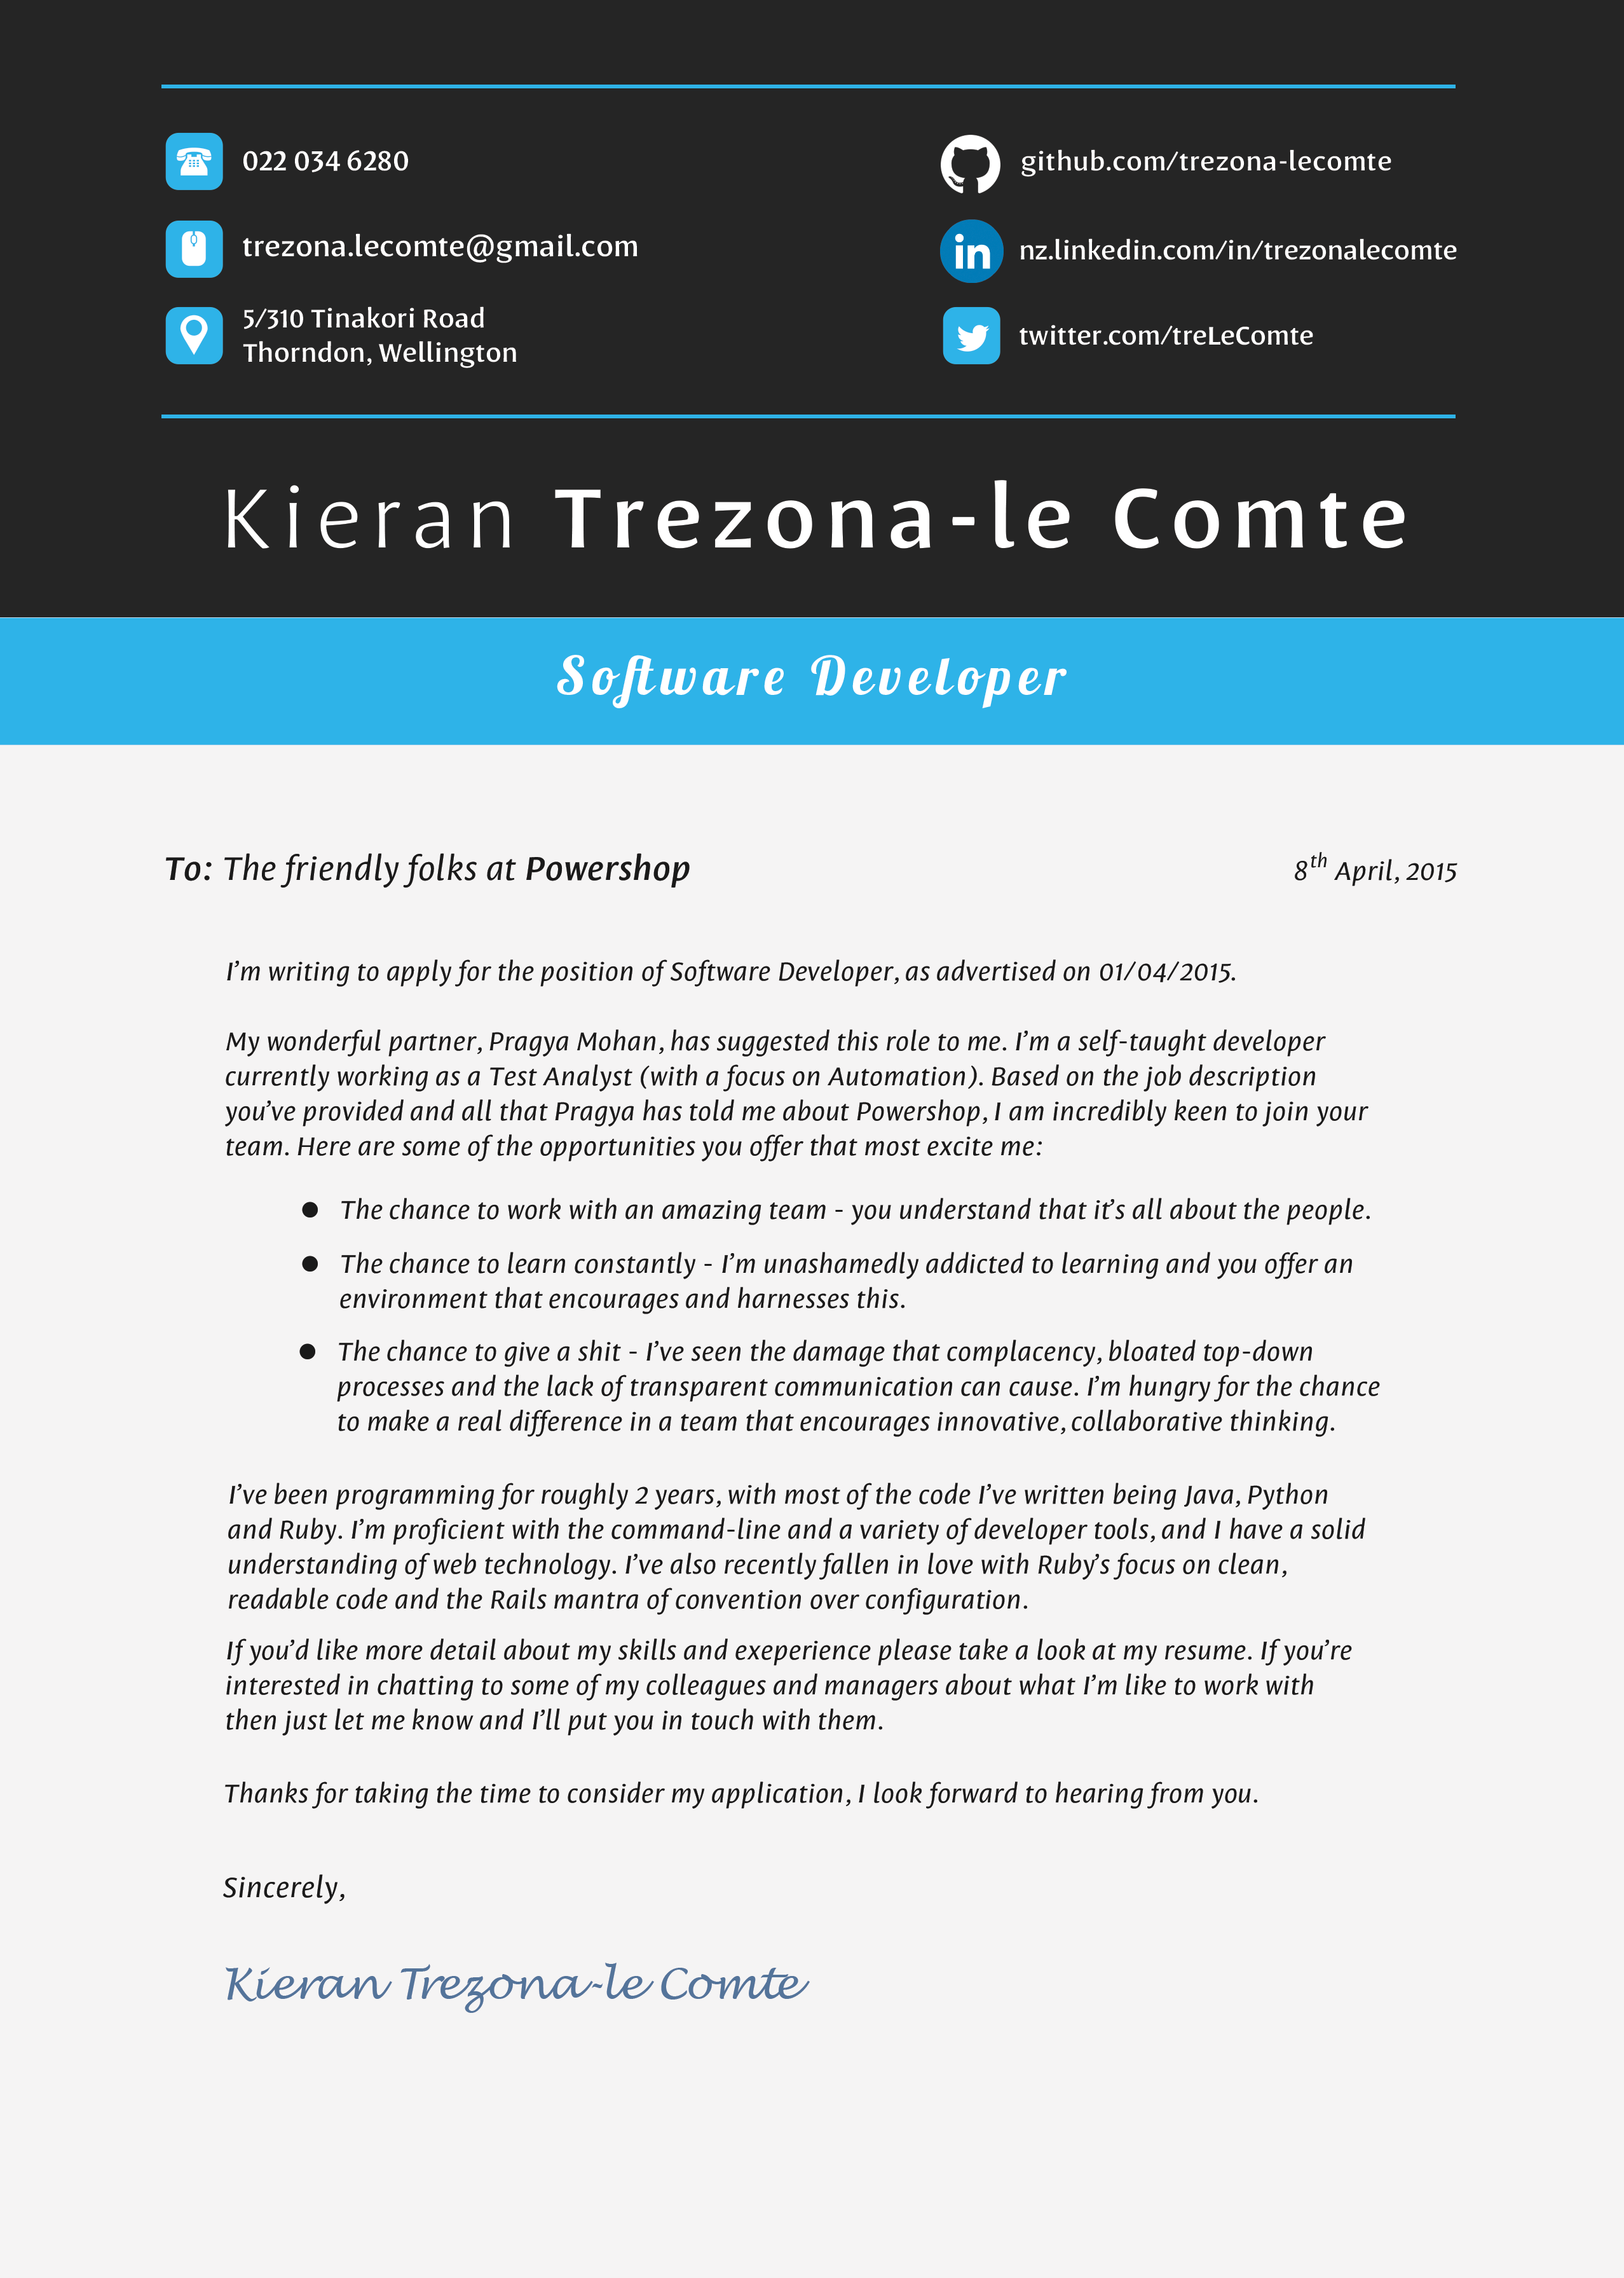 022 034 6280
trezona.lecomte@gmail.com
5/310 Tinakori Road
Thorndon, Wellington
github.com/trezona-lecomte
in
nz.linkedin.com/in/trezonalecomte
twitter.com/treLeComte
Kieran Trezona-le Comte
Software Developer
To: The friendly folks at Powershop
8th April, 2015
I'm writing to apply for the position of Software Developer, as advertised on 01/04/2015.
My wonderful partner, Pragya Mohan, has suggested this role to me. I'm a self-taught developer
currently working as a Test Analyst (with a focus on Automation). Based on the job description
you've provided and all that Pragya has told me about Powershop, I am incredibly keen to join your
team. Here are some of the opportunities you offer that most excite me:
● The chance to work with an amazing team - you understand that it's all about the people.
● The chance to learn constantly - I'm unashamedly addicted to learning and you offer an
environment that encourages and harnesses this.
● The chance to give a shit - I've seen the damage that complacency, bloated top-down
processes and the lack of transparent communication can cause. I'm hungry for the chance
to make a real difference in a team that encourages innovative, collaborative thinking.
I've been programming for roughly 2 years, with most of the code I've written being Java, Python
and Ruby. I'm proficient with the command-line and a variety of developer tools, and I have a solid
understanding of web technology. I've also recently fallen in love with Ruby's focus on clean,
readable code and the Rails mantra of convention over configuration.
If you'd like more detail about my skills and exeperience please take a look at my resume. If you're
interested in chatting to some of my colleagues and managers about what I'm like to work with
then just let me know and I'll put you in touch with them.
Thanks for taking the time to consider my application, I look forward to hearing from you.
Sincerely,
Kieran Trezona-le Comte